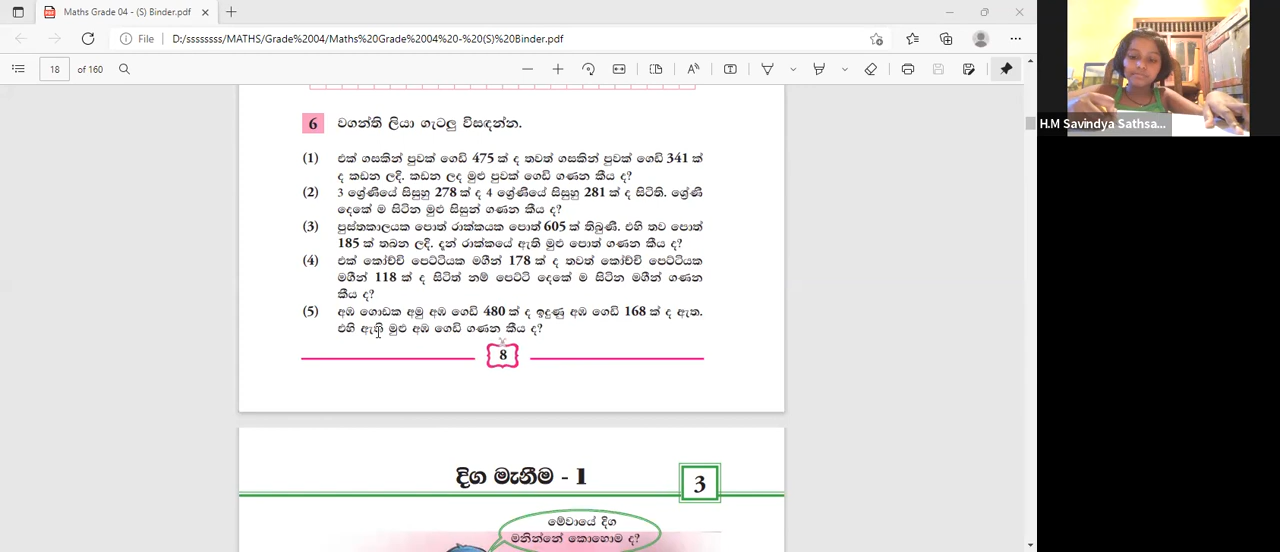 Maths Grade 04 - (S) Binder.pdf
File
D:/ssssssss/MATHS/Grade%2004/Maths%20Grade%2004%20-%20(S)%20Binder.pdf
18
of 160
H.M Savindya Sathsa...
6 වගන්ති ලියා ගැටලු විසඳන්න.
(1) එක් ගසකින් පුවක් ගෙඩි 475 ක් ද තවත් ගසකින් පුවක් ගෙඩි 341 ක්
ද කඩන ලදි. කඩන ලද මුළු පුවක් ගෙඩි ගණන කීය ද?
(2) 3 ශ්‍රේණියේ සිසුහු 278 ක් ද 4 ශ්‍රේණියේ සිසුහු 281 ක් ද සිටිති. ශ්‍රේණි
දෙකේ ම සිටින මුළු සිසුන් ගණන කීය ද?
(3) පුස්තකාලයක පොත් රාක්කයක පොත් 605 ක් තිබුණි. එහි තව පොත්
185 ක් තබන ලදි. දැන් රාක්කයේ ඇති මුළු පොත් ගණන කීය ද?
(4) එක් කෝච්චි පෙට්ටියක මගීන් 178 ක් ද තවත් කෝච්චි පෙට්ටියක
මගීන් 118 ක් ද සිටිත් නම් පෙට්ටි දෙකේ ම සිටින මගීන් ගණන
කීය ද?
(5) අඹ ගොඩක අමු අඹ ගෙඩි 480 ක් ද ඉදුණු අඹ ගෙඩි 168 ක් ද ඇත.
එහි ඇති මුළු අඹ ගෙඩි ගණන කීය ද?
8
දිග මැනීම - 1
3
මේවායේ දිග
මනින්නේ කොහොම ද?